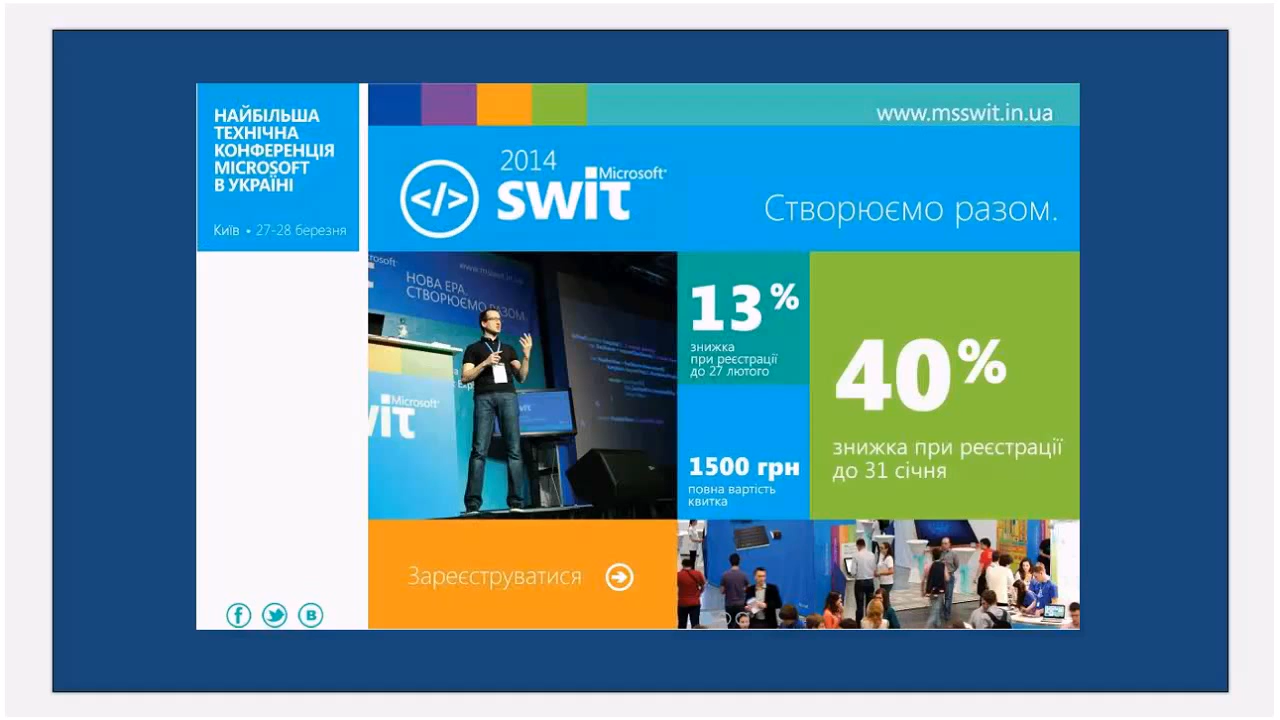 НАЙБІЛЬША
ТЕХНІЧНА
КОНФЕРЕНЦІЯ
MICROSOFT
В УКРАЇНІ
Київ • 27-28 березня
www.msswit.in.ua
2014
Microsoft
swit
</>
Створюємо разом.
НОВА ЕРА.
СТВОРЮЄМО РАЗОМ.
Microsoft
13%
знижка
при реєстрації
до 27 лютого
40%
знижка при реєстрації
до 31 січня
1500 грн
повна вартість
квитка
Зареєструватися
f
B